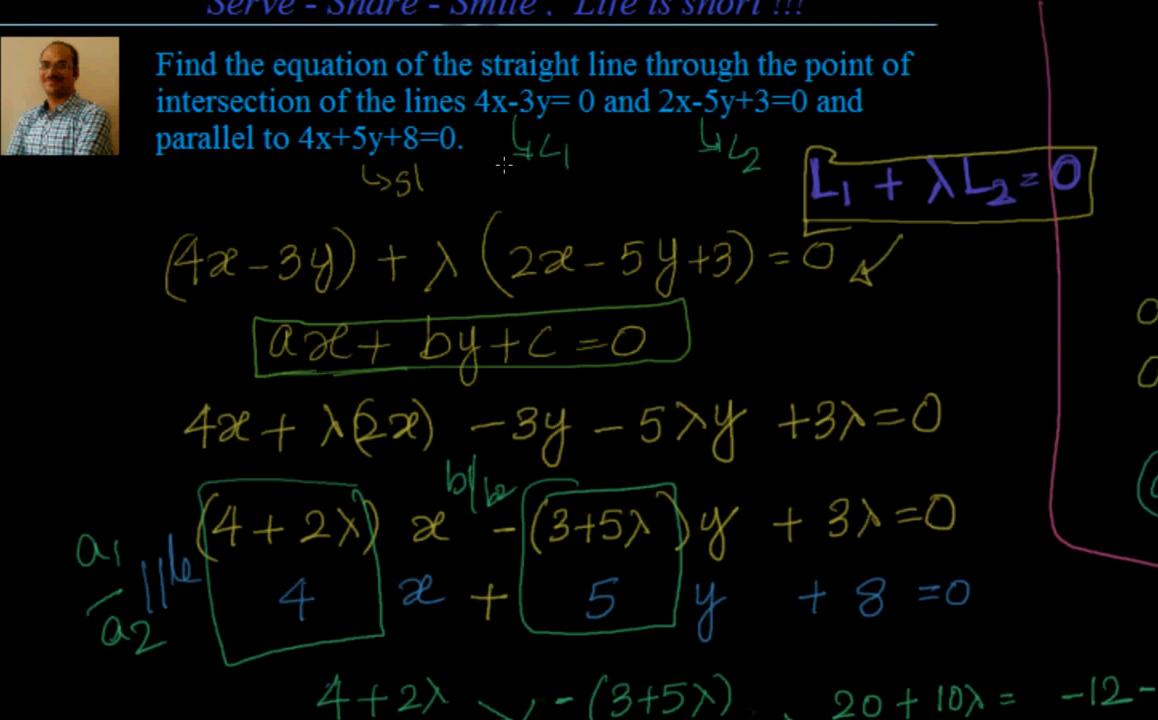 Serve - Share - Smile . Life is short !!!
Find the equation of the straight line through the point of
intersection of the lines 4x-3y= 0 and 2x-5y+3=0 and
parallel to 4x+5y+8=0.
↳L₁ ↳L₂
↳sl
L₁ + λL₂=0
(4x-3y) + λ(2x-5y+3)=0
ax+by+c=0
4x+λ(2x) -3y-5λy +3λ=0
(4+2λ) x -(3+5λ)y +3λ=0
a₁
a₂
4 x + 5 y +8=0
4+2λ -(3+5λ) 20+10λ= -12-